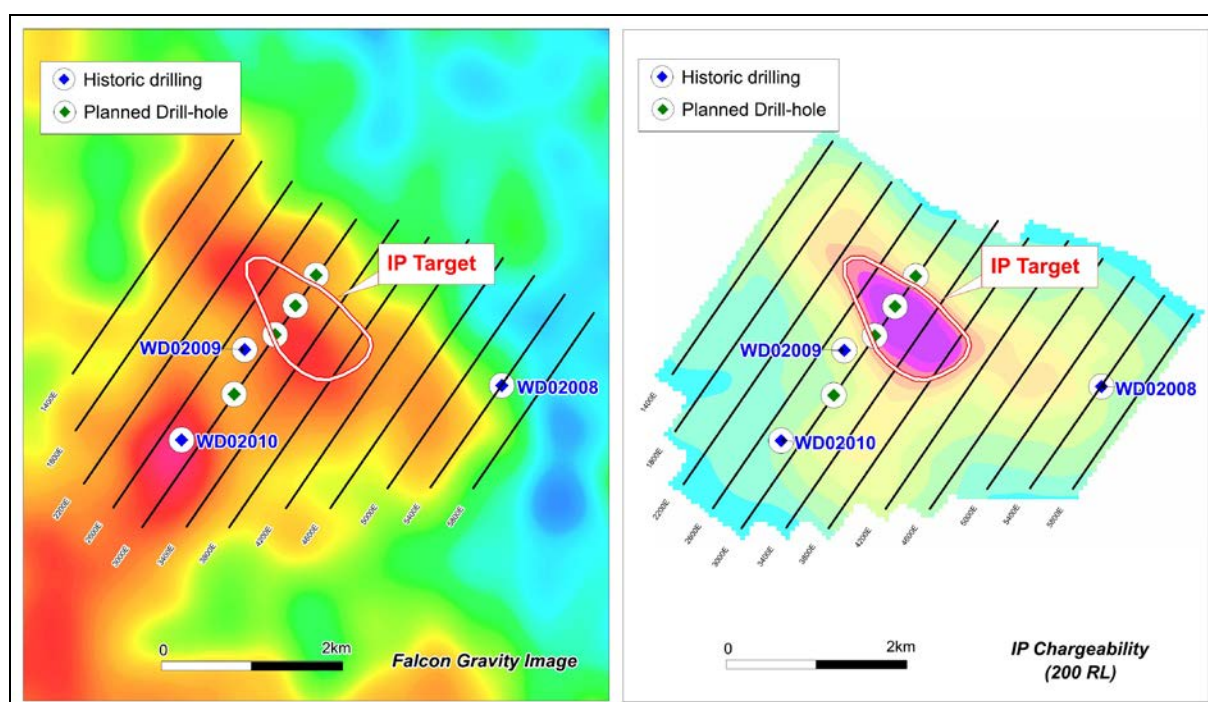 Historic drilling
Planned Drill-hole
IP Target
WD02009
WD02008
WD02010
1400E
1800E
2200E
2600E
3000E
3400E
3800E
4200E
4600E
5000E
5400E
5800E
0 2km
Falcon Gravity Image
Historic drilling
Planned Drill-hole
IP Target
WD02009
WD02008
WD02010
1400E
1800E
2200E
2600E
3000E
3400E
3800E
4200E
4600E
5000E
5400E
5800E
0 2km
IP Chargeability
(200 RL)